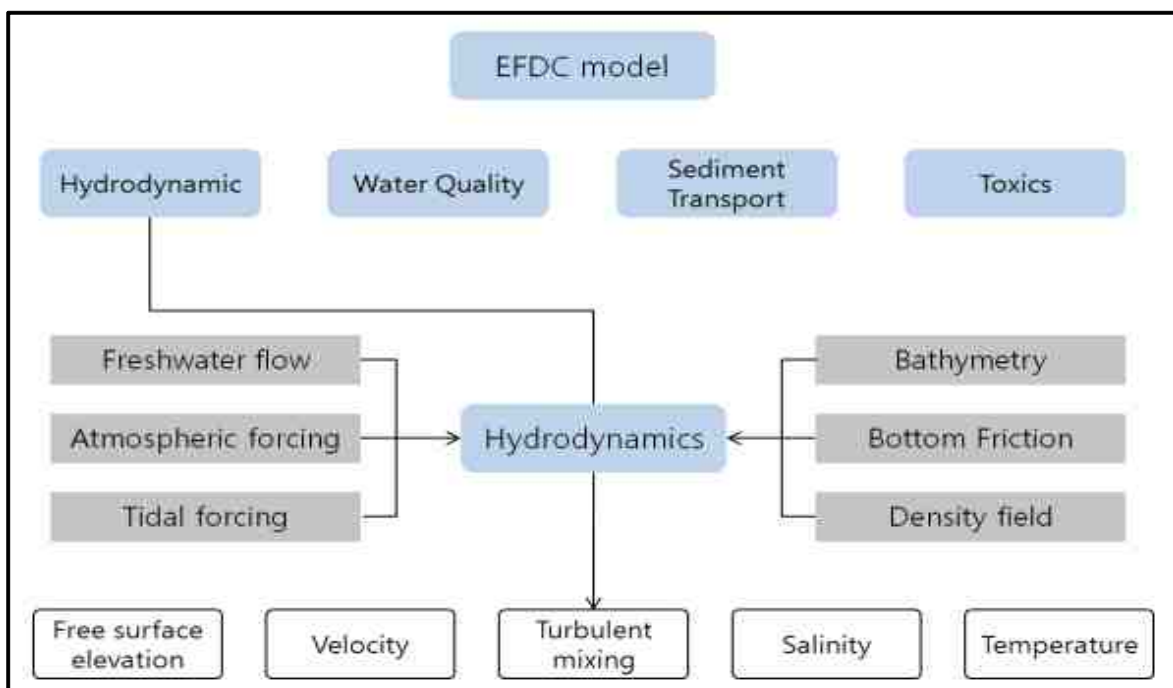 EFDC model
Hydrodynamic
Water Quality
Sediment
Transport
Toxics
Freshwater flow
Bathymetry
Atmospheric forcing
Hydrodynamics
Bottom Friction
Tidal forcing
Density field
Free surface
elevation
Velocity
Turbulent
mixing
Salinity
Temperature